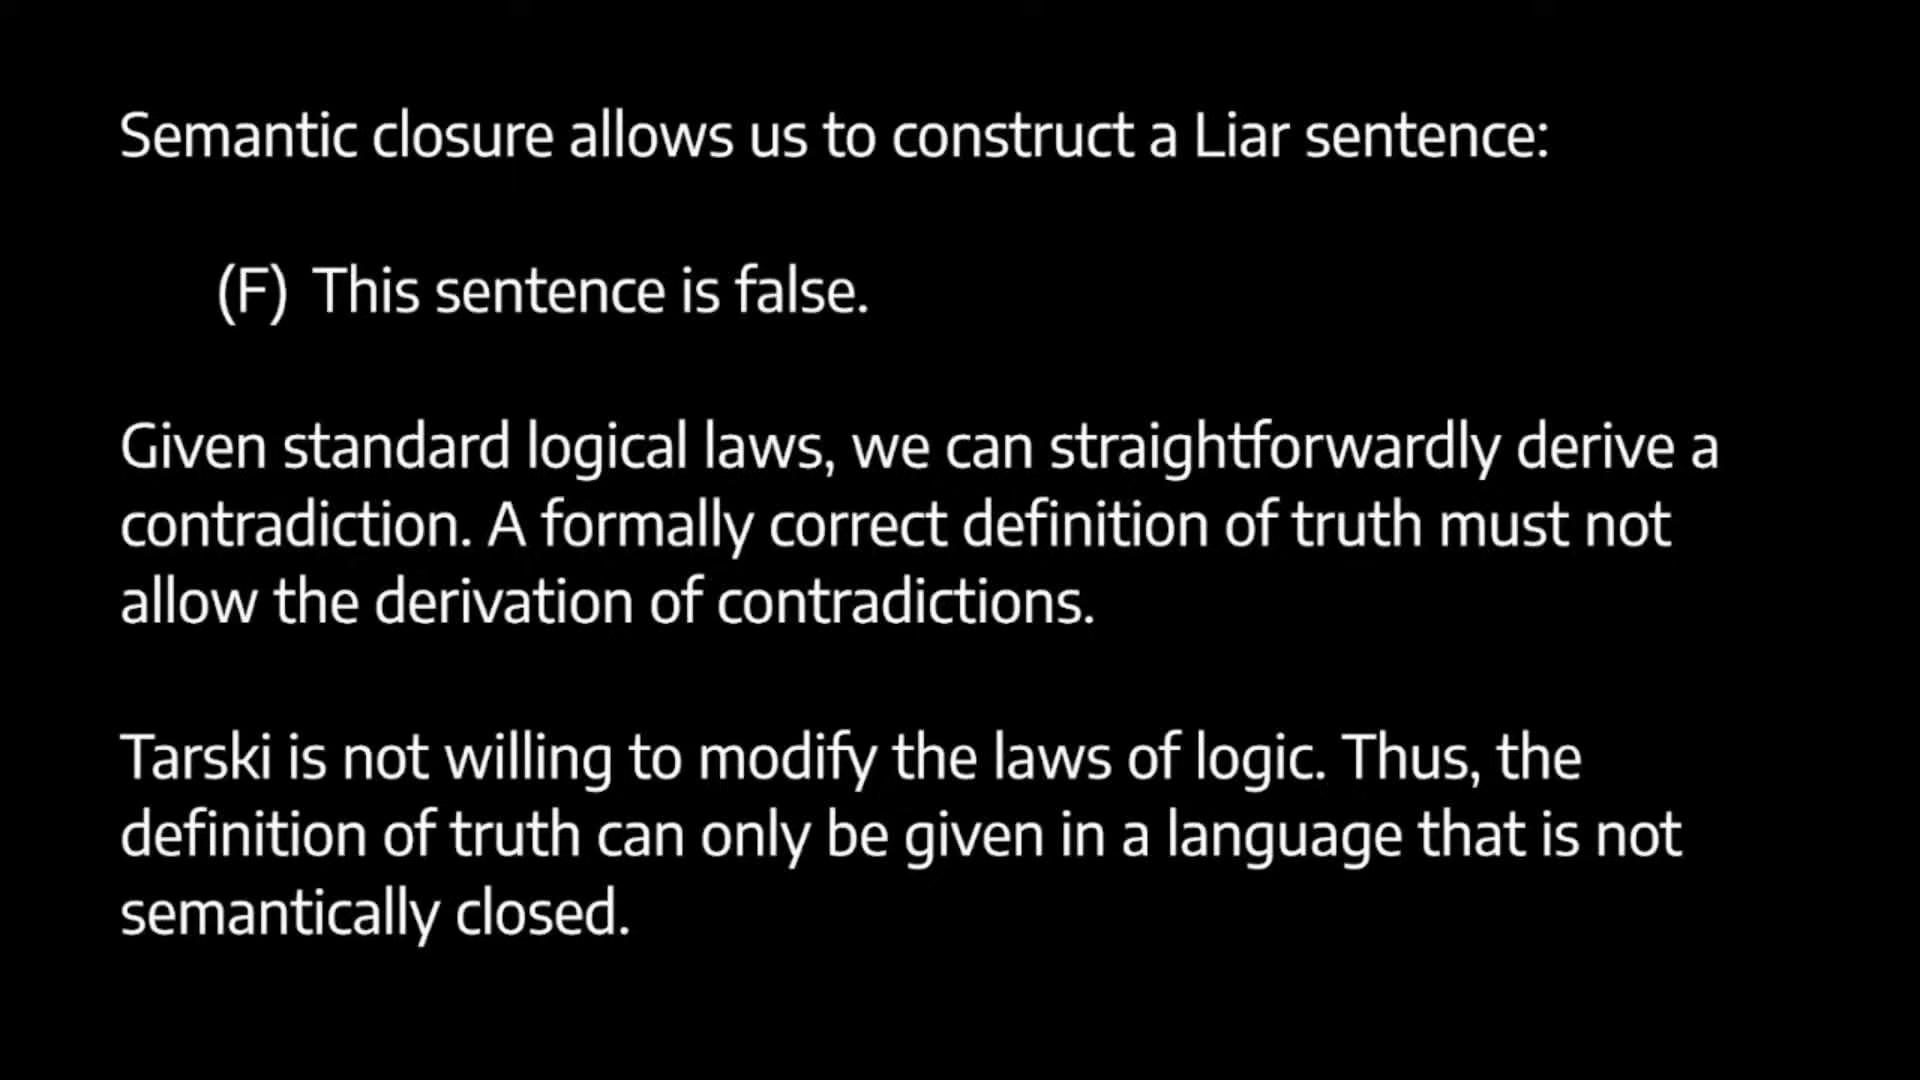 Semantic closure allows us to construct a Liar sentence:
(F) This sentence is false.
Given standard logical laws, we can straightforwardly derive a
contradiction. A formally correct definition of truth must not
allow the derivation of contradictions.
Tarski is not willing to modify the laws of logic. Thus, the
definition of truth can only be given in a language that is not
semantically closed.